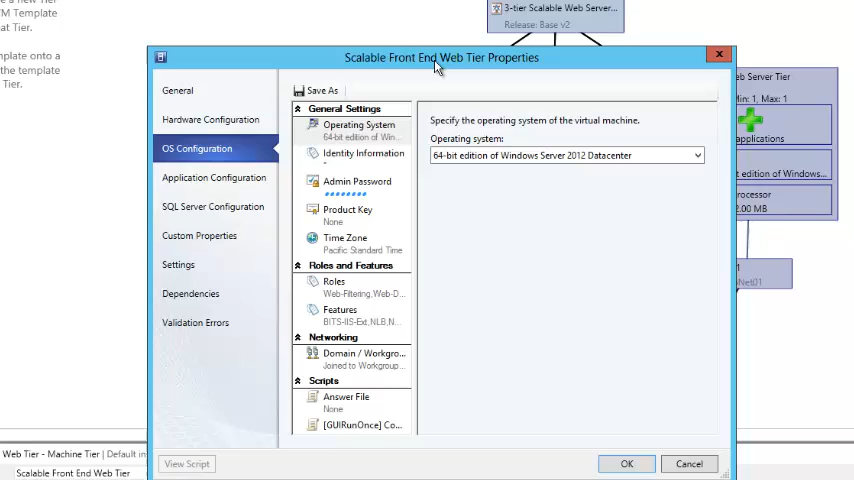 e a new Tier
VM Template
at Tier.
mplate onto a
the template
Tier.
3-tier Scalable Web Server...
Release: Base v2
Scalable Front End Web Tier Properties
General
Hardware Configuration
OS Configuration
Application Configuration
SQL Server Configuration
Custom Properties
Settings
Dependencies
Validation Errors
Save As
General Settings
Operating System
64-bit edition of Win...
Identity Information
*
Admin Password
Product Key
None
Time Zone
Pacific Standard Time
Roles and Features
Roles
Web-Filtering,Web-D...
Features
BITS-IIS-Ext,NLB,N...
Networking
Domain / Workgro...
Joined to Workgroup...
Scripts
Answer File
None
[GUIRunOnce] Co...
Specify the operating system of the virtual machine.
Operating system:
64-bit edition of Windows Server 2012 Datacenter
eb Server Tier
Min: 1, Max: 1
applications
t edition of Windows...
rocessor
2.00 MB
1
Net01
View Script
OK
Cancel
Web Tier - Machine Tier | Default in
Scalable Front End Web Tier